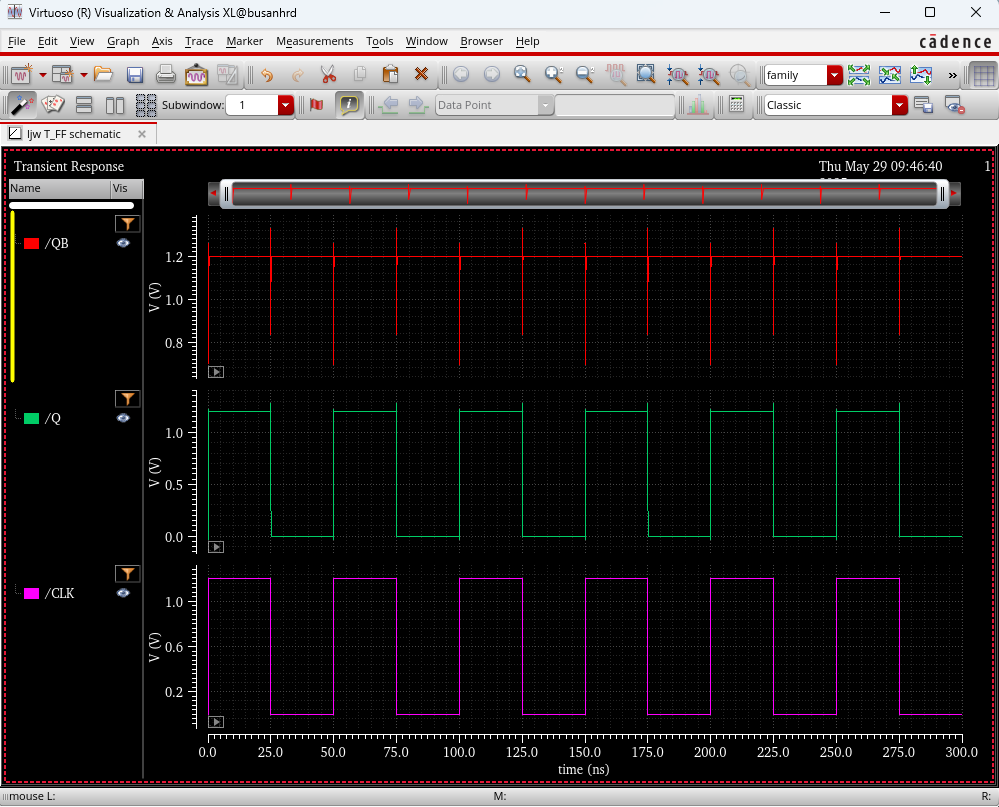 Virtuoso (R) Visualization & Analysis XL@busanhrd
File Edit View Graph Axis Trace Marker Measurements Tools Window Browser Help
cādence
family
»
Subwindow: 1
Data Point
Classic
ljw T_FF schematic
Transient Response
Thu May 29 09:46:40
1
Name Vis
/QB
V (V)
1.2
1.0
0.8
/Q
V (V)
1.0
0.5
0.0
/CLK
V (V)
1.0
0.6
0.2
0.0 25.0 50.0 75.0 100.0 125.0 150.0 175.0 200.0 225.0 250.0 275.0 300.0
time (ns)
mouse L: M: R: